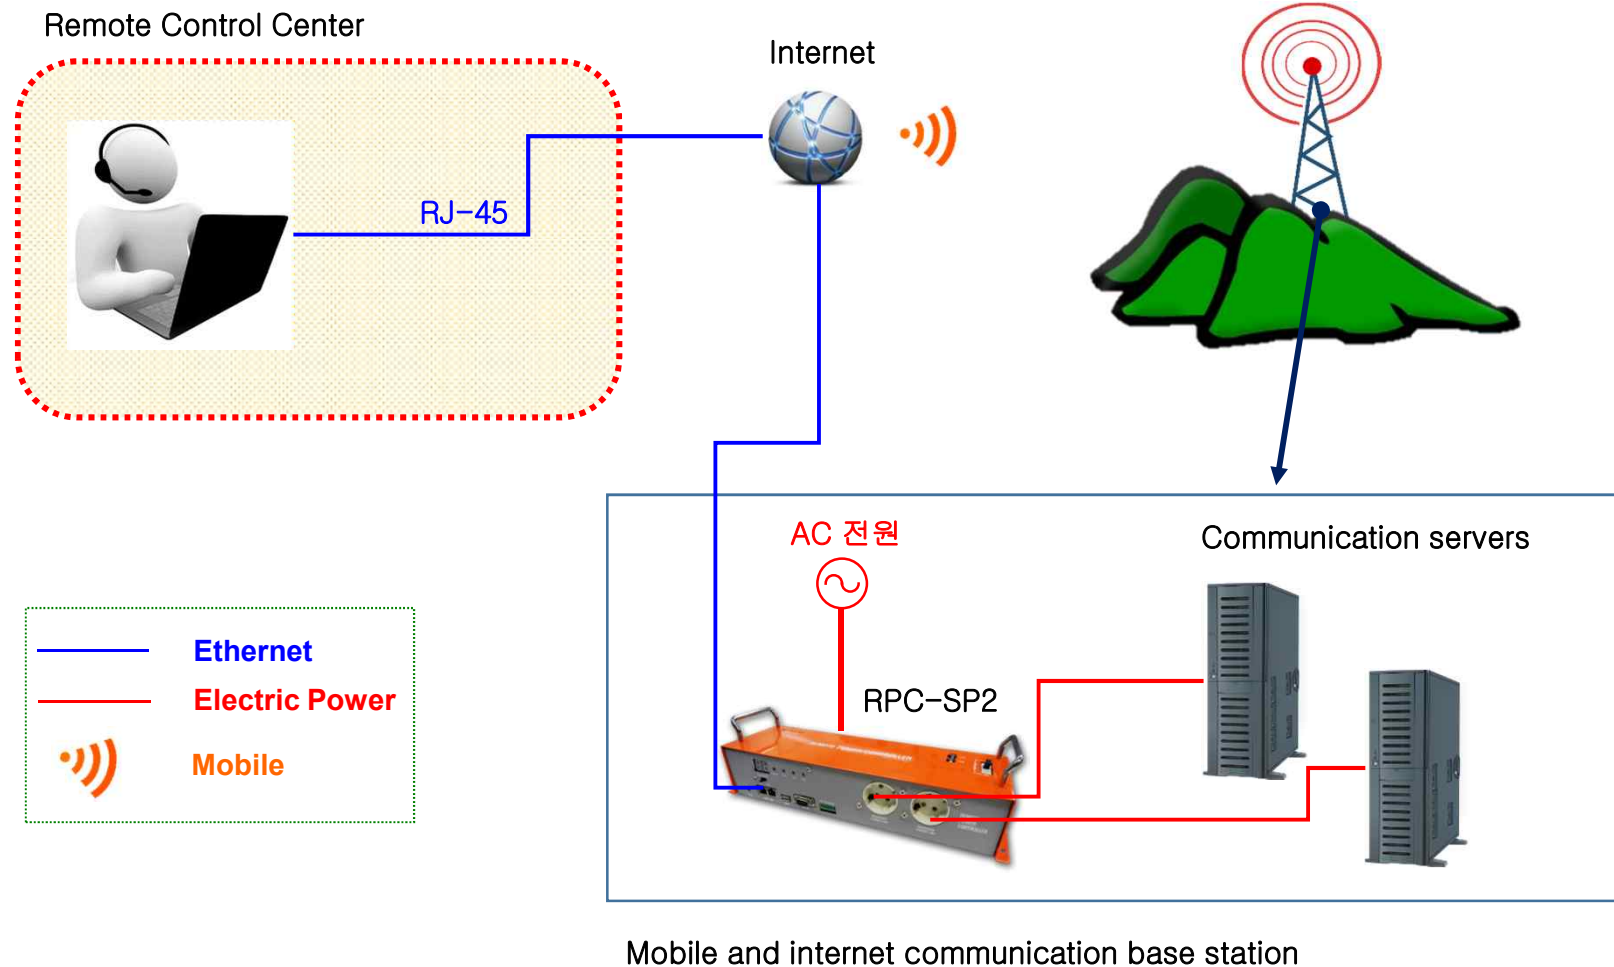 Remote Control Center
Internet
RJ-45
AC 전원
Communication servers
RPC-SP2
Ethernet
Electric Power
Mobile
Mobile and internet communication base station